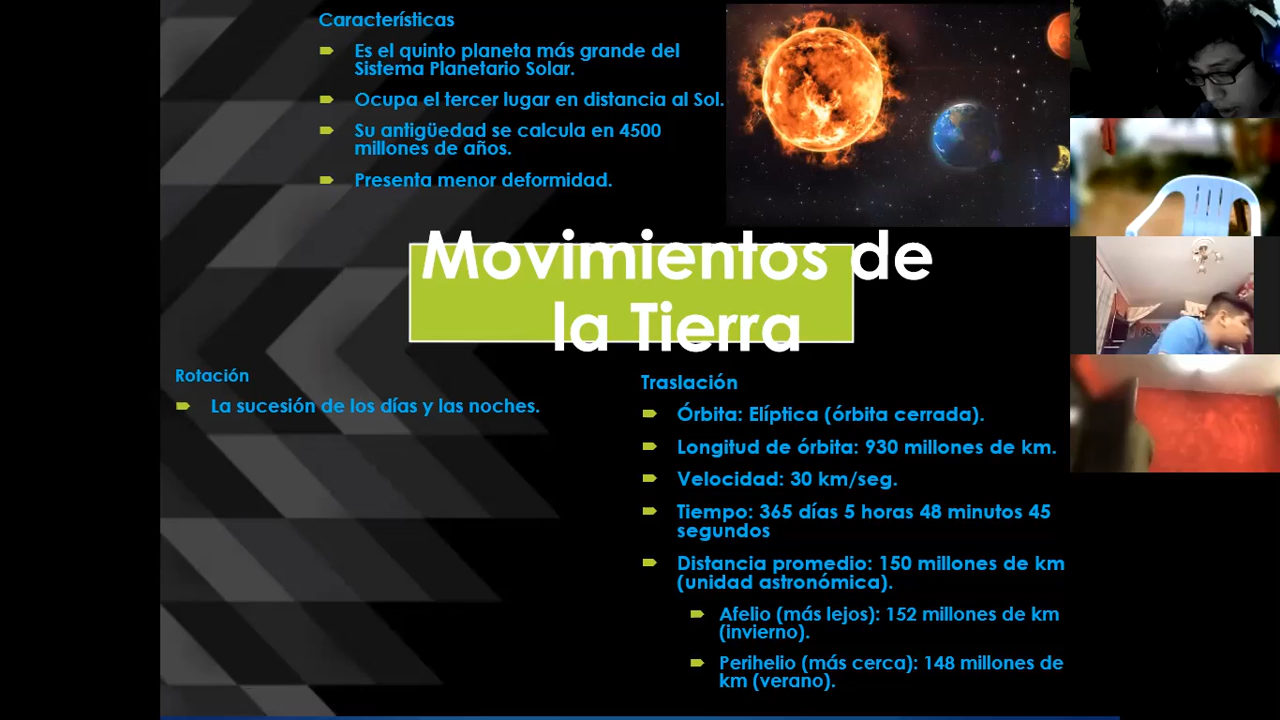 Características
Es el quinto planeta más grande del
Sistema Planetario Solar.
Ocupa el tercer lugar en distancia al Sol.
Su antigüedad se calcula en 4500
millones de años.
Presenta menor deformidad.
Movimientos de
la Tierra
Rotación
La sucesión de los días y las noches.
Traslación
Órbita: Elíptica (órbita cerrada).
Longitud de órbita: 930 millones de km.
Velocidad: 30 km/seg.
Tiempo: 365 días 5 horas 48 minutos 45
segundos
Distancia promedio: 150 millones de km
(unidad astronómica).
Afelio (más lejos): 152 millones de km
(invierno).
Perihelio (más cerca): 148 millones de
km (verano).